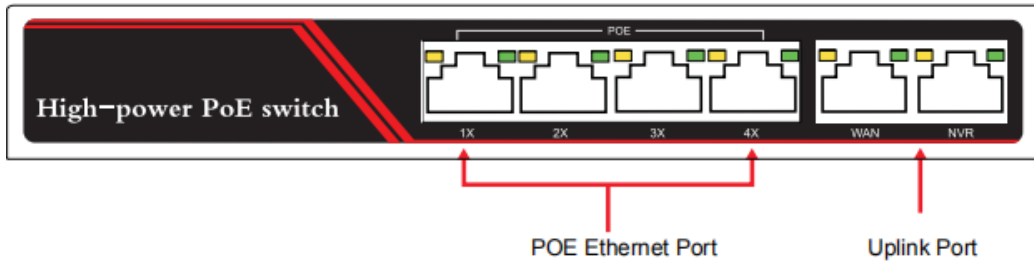 POE
High-power PoE switch
1X 2X 3X 4X WAN NVR
POE Ethernet Port Uplink Port